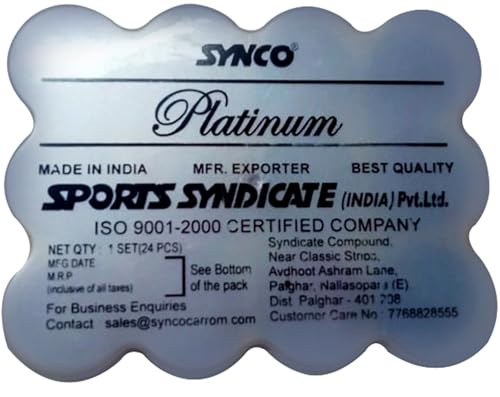 SYNCO®
Platinum
MADE IN INDIA MFR. EXPORTER BEST QUALITY
SPORTS SYNDICATE (INDIA) Pvt.Ltd.
ISO 9001-2000 CERTIFIED COMPANY
NET QTY : 1 SET(24 PCS)
MFG DATE
M.R.P
(inclusive of all taxes)
See Bottom
of the pack
For Business Enquiries
Contact sales@syncocarrom.com
Syndicate Compound,
Near Classic Strips,
Avdhoot Ashram Lane,
Palghar, Nallasopara (E)
Dist Palghar - 401 208
Customer Care No : 7768828555